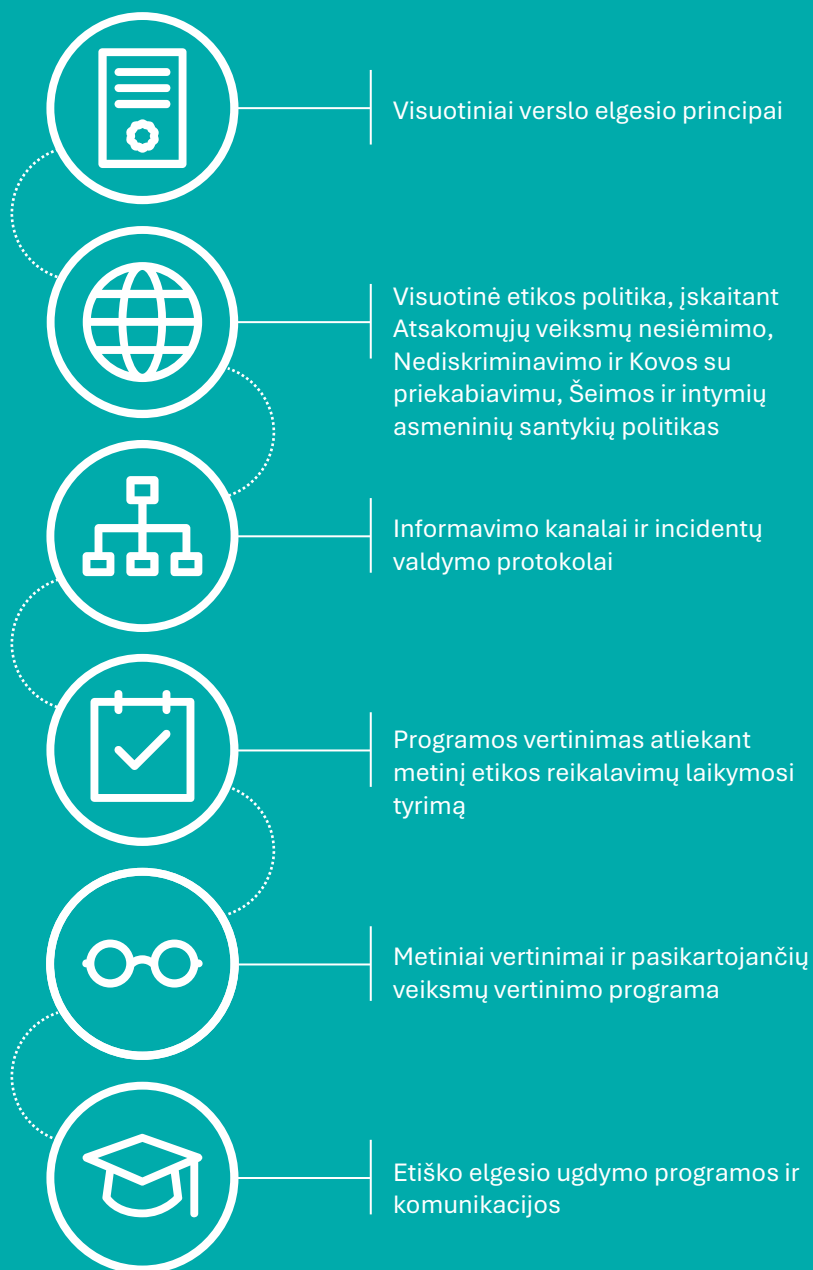 Visuotiniai verslo elgesio principai
Visuotinė etikos politika, įskaitant
Atsakomųjų veiksmų nesiėmimo,
Nediskriminavimo ir Kovos su
priekabiavimu, Šeimos ir intymių
asmeninių santykių politikas
Informavimo kanalai ir incidentų
valdymo protokolai
Programos vertinimas atliekant
metinį etikos reikalavimų laikymosi
tyrimą
Metiniai vertinimai ir pasikartojančių
veiksmų vertinimo programa
Etiško elgesio ugdymo programos ir
komunikacijos